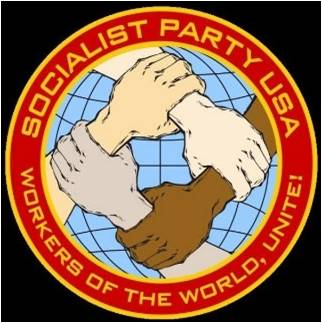 SOCIALIST PARTY USA
WORKERS OF THE WORLD, UNITE!